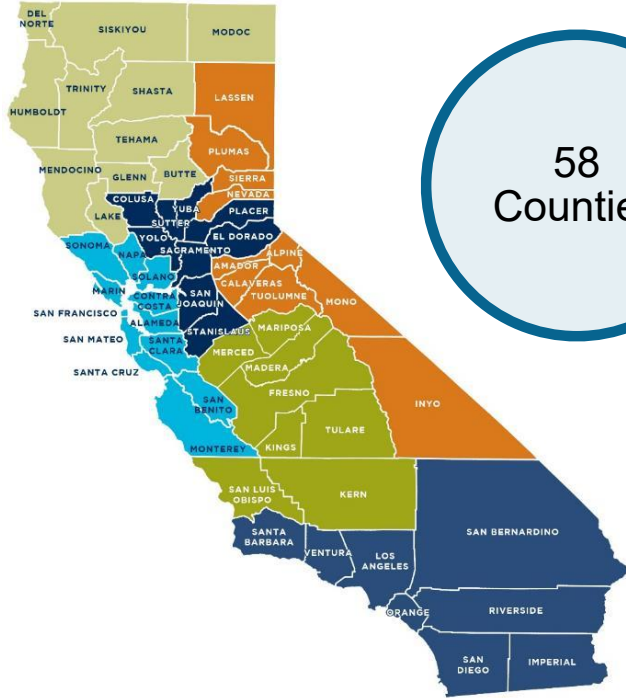 DEL
NORTE
SISKIYOU
MODOC
TRINITY
SHASTA
LASSEN
HUMBOLDT
TEHAMA
PLUMAS
MENDOCINO
GLENN
BUTTE
SIERRA
NEVADA
COLUSA
YUBA
PLACER
LAKE
SUTTER
SONOMA
YOLO
EL DORADO
NAPA
SACRAMENTO
ALPINE
SOLANO
AMADOR
MARIN
CONTRA
COSTA
SAN
JOAQUIN
CALAVERAS
TUOLUMNE
MONO
SAN FRANCISCO
ALAMEDA
STANISLAUS
MARIPOSA
SAN MATEO
SANTA
CLARA
MERCED
MADERA
SANTA CRUZ
FRESNO
SAN
BENITO
INYO
TULARE
MONTEREY
KINGS
SAN LUIS
OBISPO
KERN
SANTA
BARBARA
VENTURA
LOS
ANGELES
SAN BERNARDINO
ORANGE
RIVERSIDE
SAN
DIEGO
IMPERIAL
58
Countie